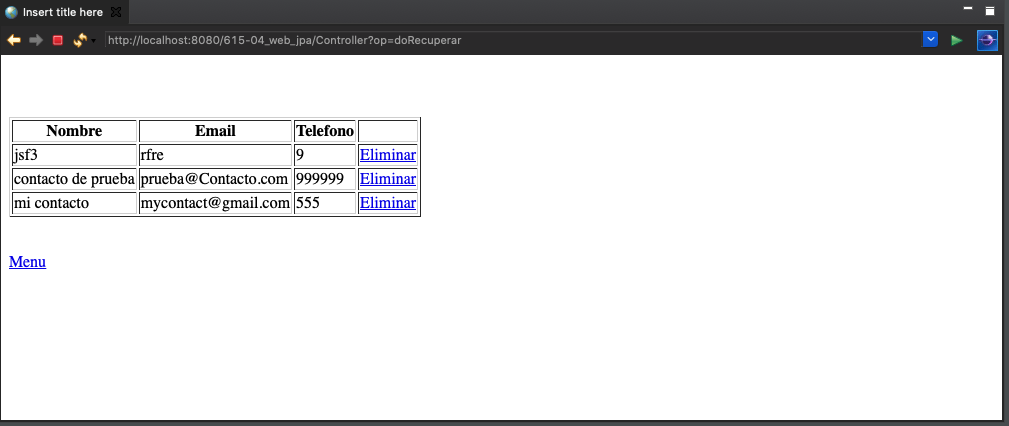 Insert title here
http://localhost:8080/615-04_web_jpa/Controller?op=doRecuperar
Nombre Email Telefono
jsf3 rfre 9 Eliminar
contacto de prueba prueba@Contacto.com 999999 Eliminar
mi contacto mycontact@gmail.com 555 Eliminar
Menu